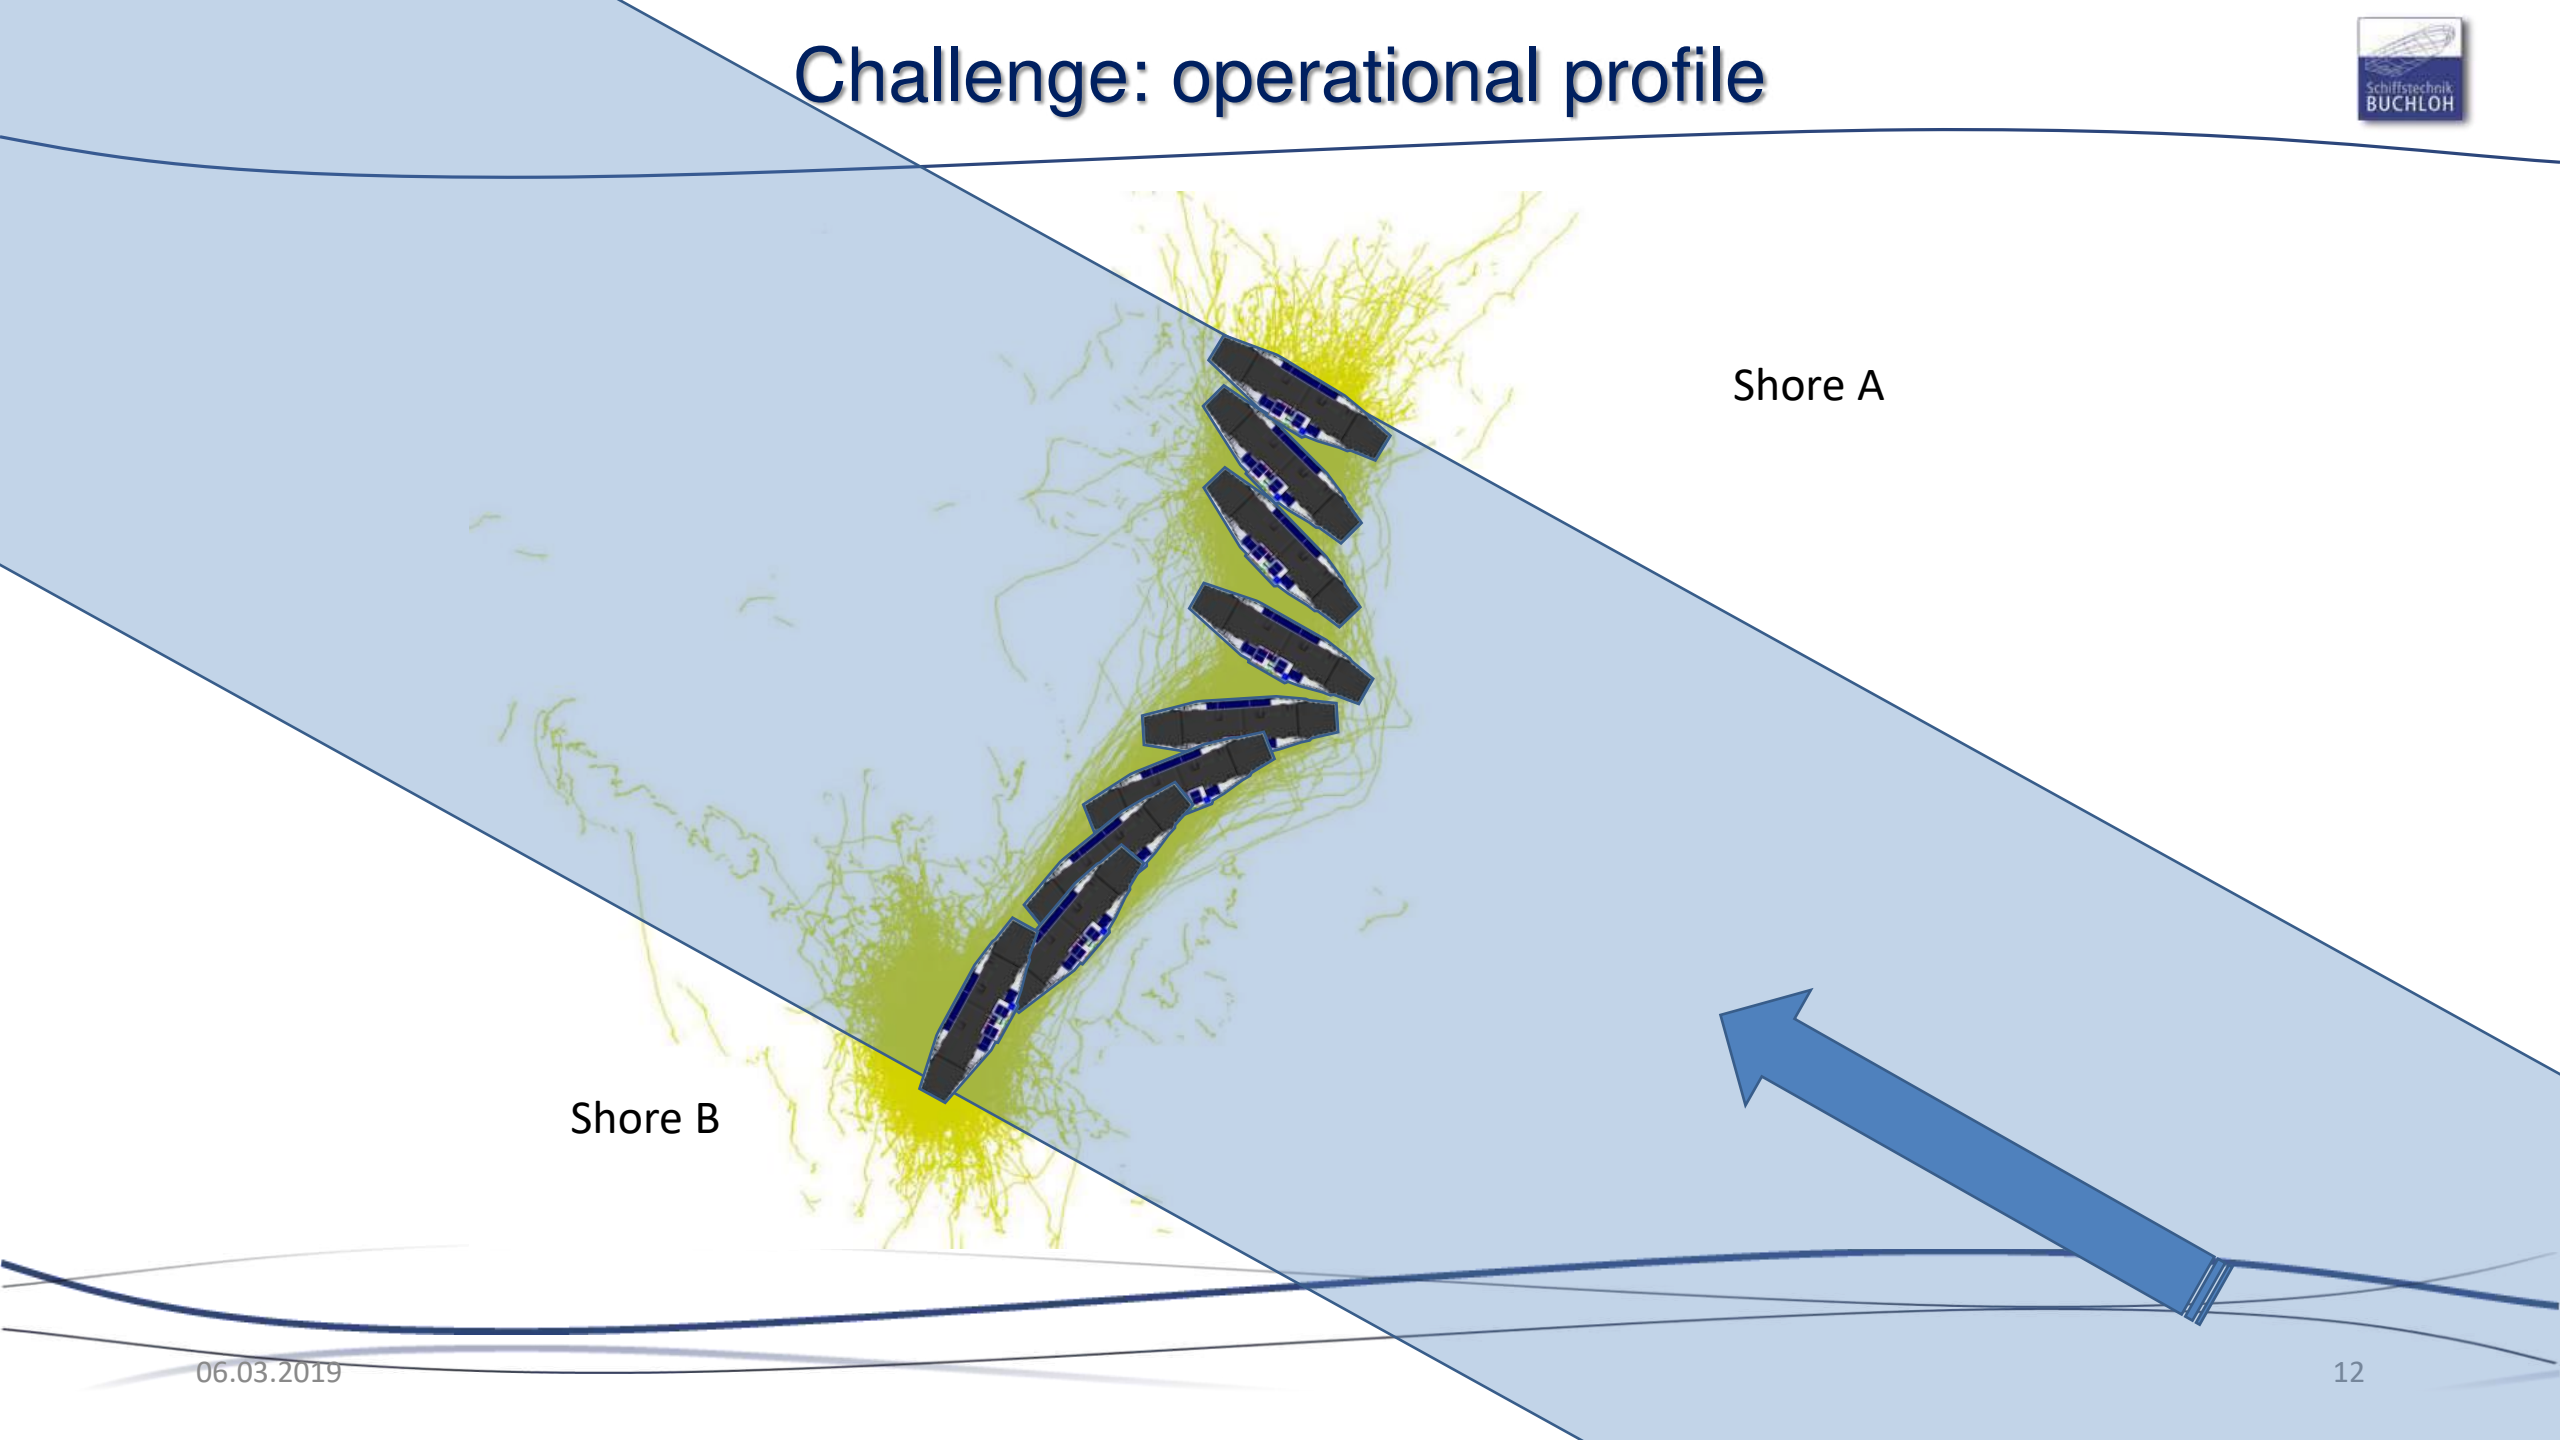 Challenge: operational profile
Schiffstechnik
BUCHLOH
Shore A
Shore B
06.03.2019
12